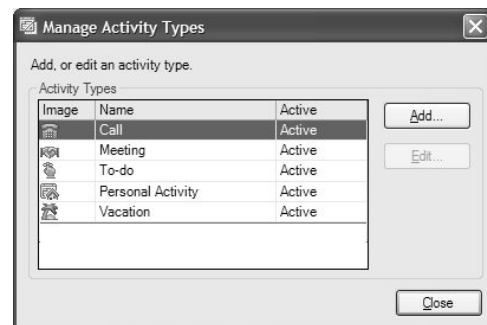 Manage Activity Types
Add, or edit an activity type.
Activity Types
Image Name Active
Call Active
Meeting Active
To-do Active
Personal Activity Active
Vacation Active
Add...
Edit...
Close